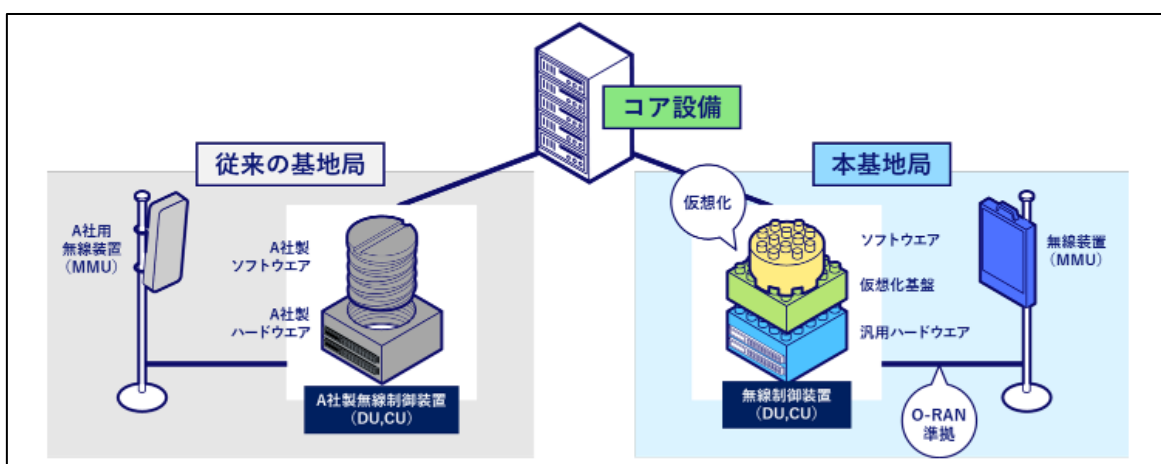 コア設備
従来の基地局
本基地局
A社用
無線装置
（MMU）
A社製
ソフトウエア
A社製
ハードウエア
A社製無線制御装置
（DU,CU）
仮想化
ソフトウエア
仮想化基盤
汎用ハードウエア
無線制御装置
（DU,CU）
無線装置
（MMU）
O-RAN
準拠